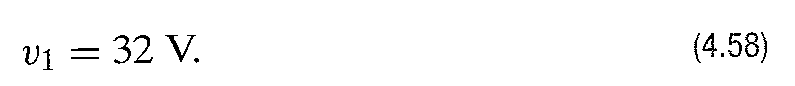 v₁ = 32 V. (4.58)